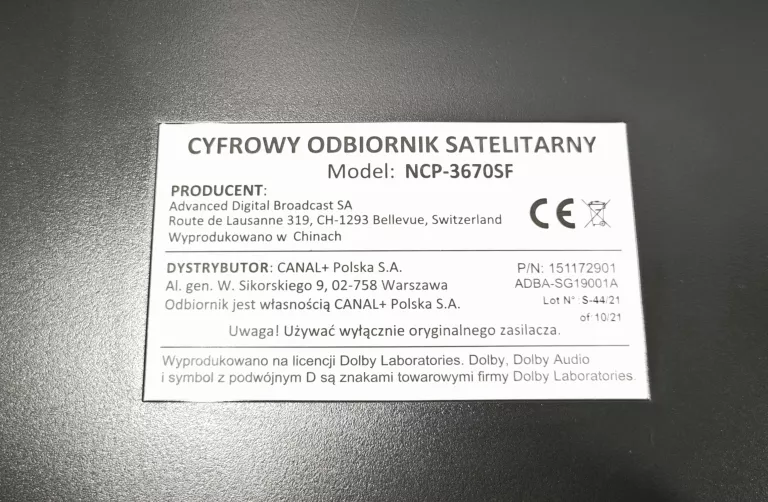 CYFROWY ODBIORNIK SATELITARNY
Model: NCP-3670SF
PRODUCENT:
Advanced Digital Broadcast SA
Route de Lausanne 319, CH-1293 Bellevue, Switzerland
Wyprodukowano w Chinach
CE
DYSTRYBUTOR: CANAL+ Polska S.A.
Al. gen. W. Sikorskiego 9, 02-758 Warszawa
Odbiornik jest własnością CANAL+ Polska S.A.
P/N: 151172901
ADBA-SG19001A
Lot N° : S-44/21
of 10/21
Uwaga! Używać wyłącznie oryginalnego zasilacza.
Wyprodukowano na licencji Dolby Laboratories. Dolby, Dolby Audio
i symbol z podwójnym D są znakami towarowymi firmy Dolby Laboratories.